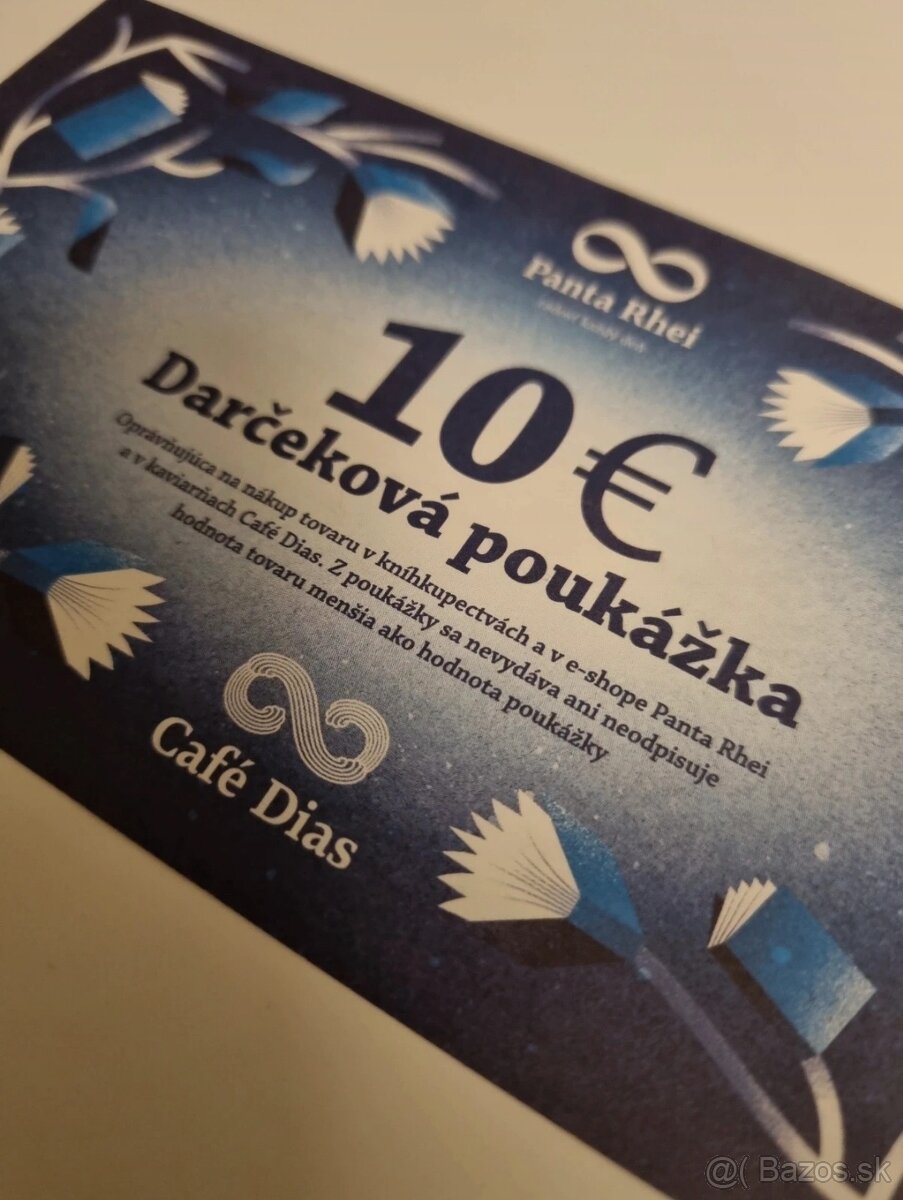 Panta Rhei
10€
Darčeková poukážka
Oprávňujúca na nákup tovaru v kníhkupectvách a v e-shope Panta Rhei
a v kaviarňach Café Dias. Z poukážky sa nevydáva ani neodpisuje
hodnota tovaru menšia ako hodnota poukážky
Café Dias
@( Bazos.sk